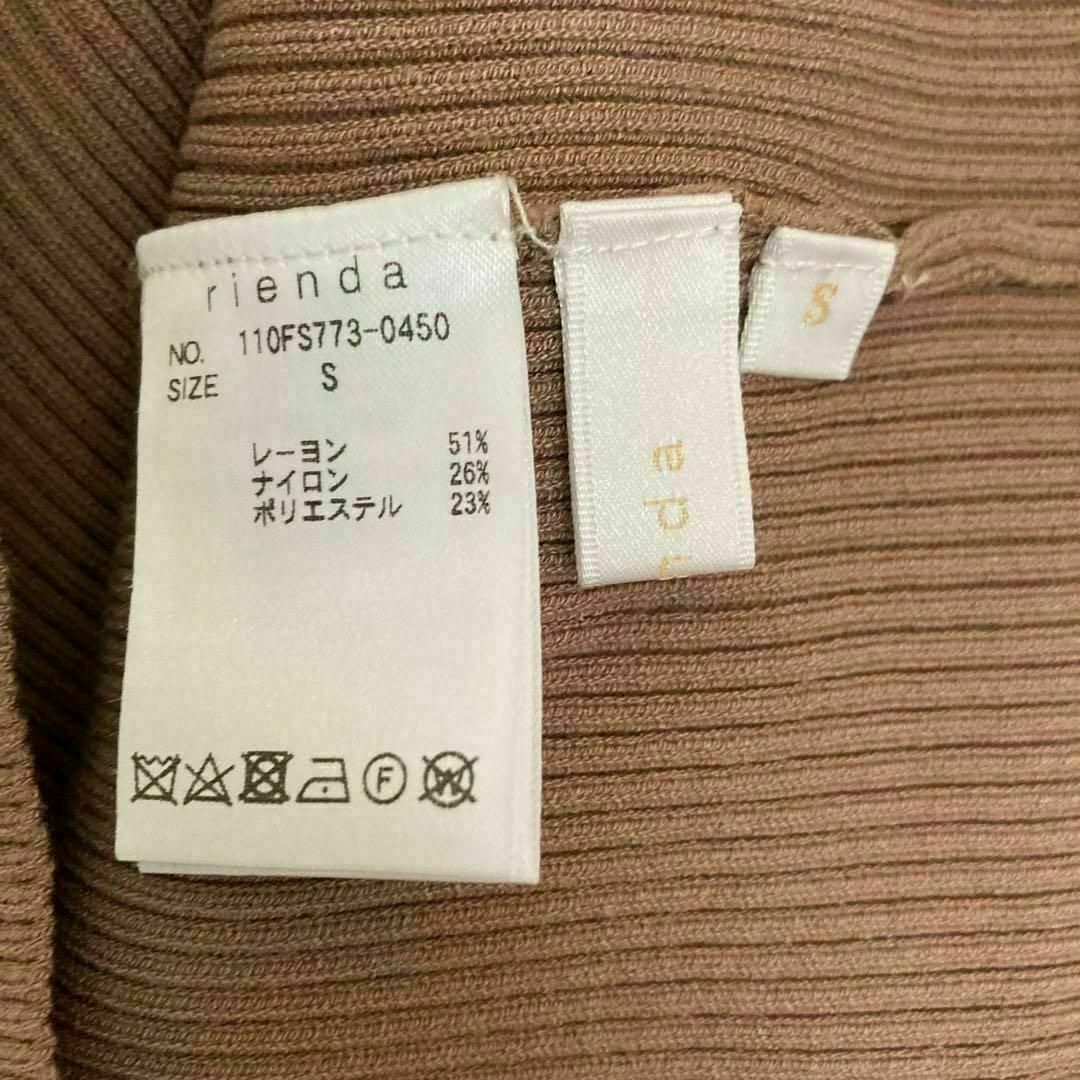 rienda
NO. 110FS773-0450
SIZE S
レーヨン 51%
ナイロン 26%
ポリエステル 23%
F
W
nda
S